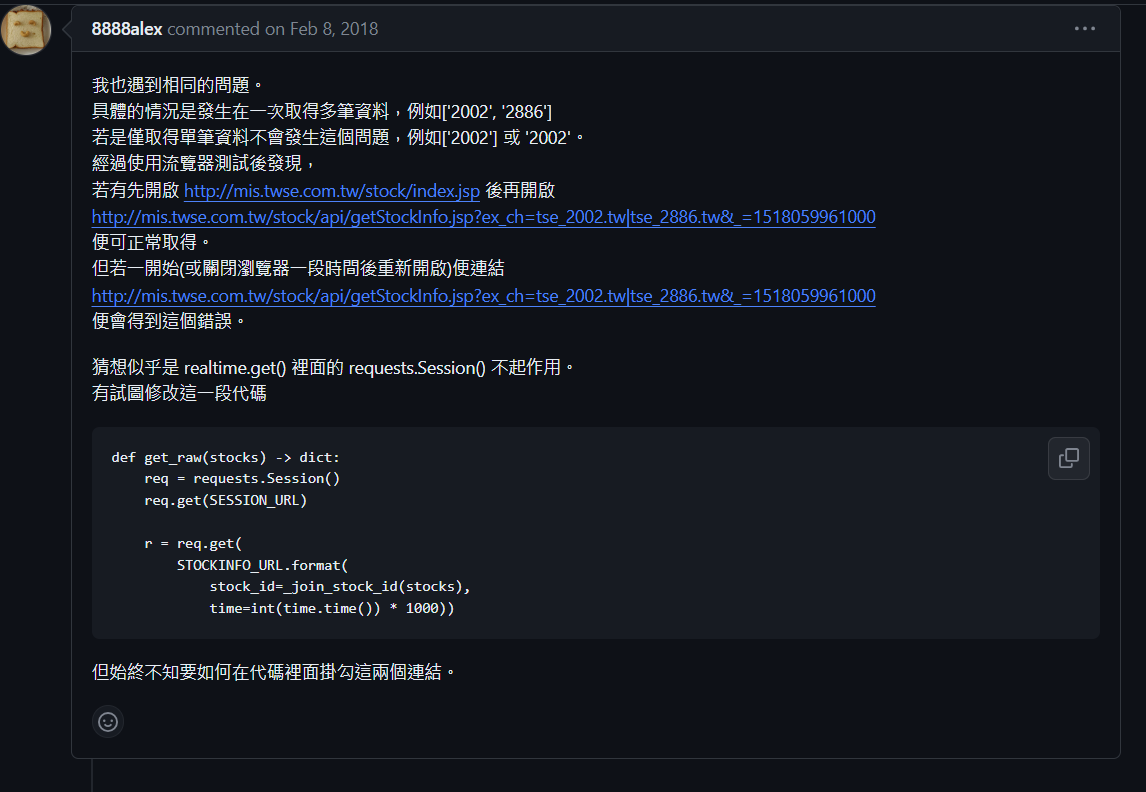 8888alex commented on Feb 8, 2018
我也遇到相同的問題。
具體的情況是發生在一次取得多筆資料，例如['2002', '2886']
若是僅取得單筆資料不會發生這個問題，例如['2002'] 或 '2002'。
經過使用流覽器測試後發現，
若有先開啟 http://mis.twse.com.tw/stock/index.jsp 後再開啟
http://mis.twse.com.tw/stock/api/getStockInfo.jsp?ex_ch=tse_2002.tw|tse_2886.tw&_=1518059961000
便可正常取得。
但若一開始(或關閉瀏覽器一段時間後重新開啟)便連結
http://mis.twse.com.tw/stock/api/getStockInfo.jsp?ex_ch=tse_2002.tw|tse_2886.tw&_=1518059961000
便會得到這個錯誤。
猜想似乎是 realtime.get() 裡面的 requests.Session() 不起作用。
有試圖修改這一段代碼
def get_raw(stocks) -> dict:
    req = requests.Session()
    req.get(SESSION_URL)
    r = req.get(
        STOCKINFO_URL.format(
            stock_id=_join_stock_id(stocks),
            time=int(time.time()) * 1000))
但始終不知要如何在代碼裡面掛勾這兩個連結。